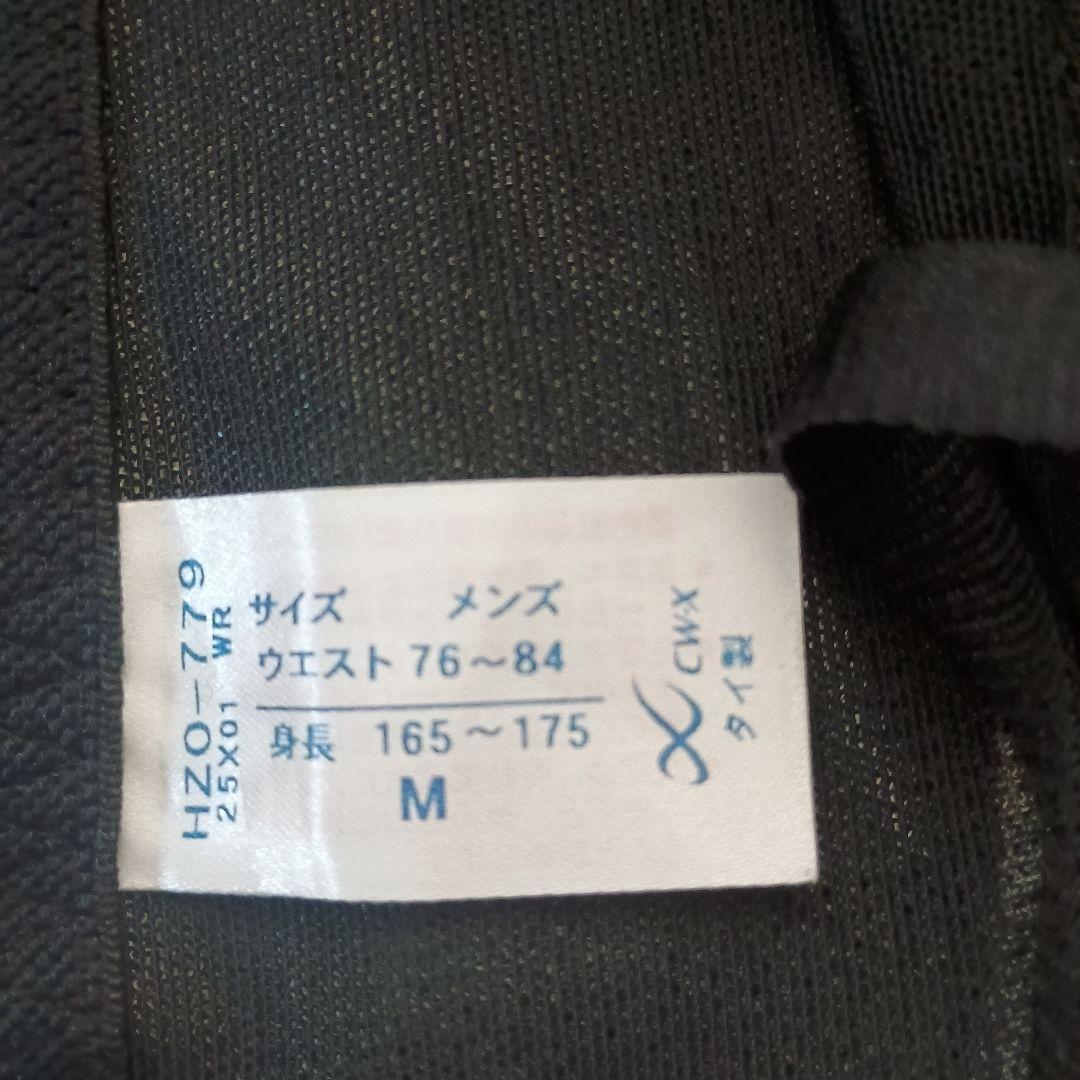 HZO-779
25X01 WR
サイズ メンズ
ウエスト 76～84
身長 165～175
M
CW-X
タイ製